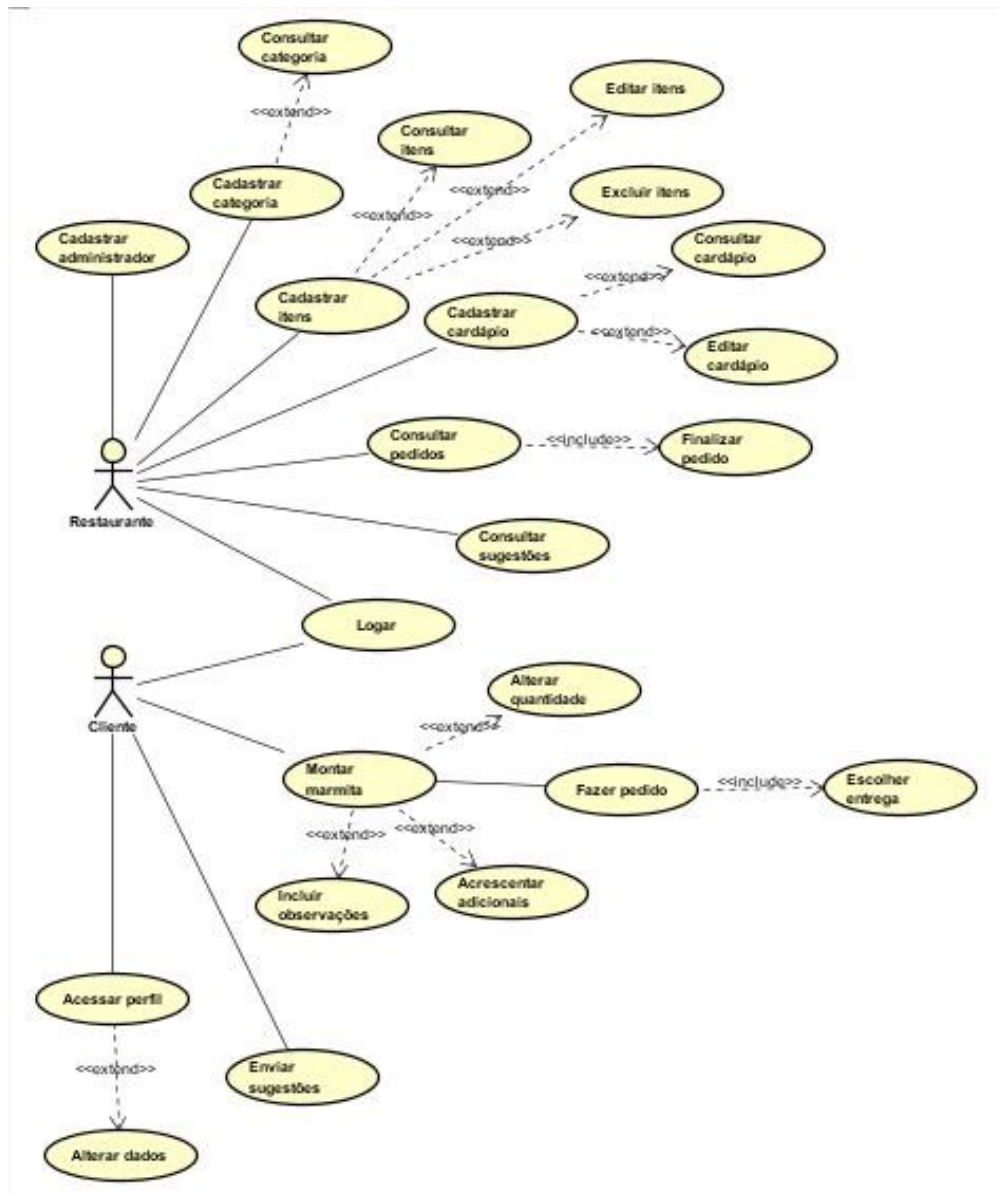 Consultar
categoria
<<extend>>
Editar itens
Consultar
itens
<<extend>>
Cadastrar
categoria
<<extend>>
Excluir itens
<<extend>>
Cadastrar
administrador
Consultar
cardápio
<<extend>>
Cadastrar
itens
Cadastrar
cardápio
<<extend>>
Editar
cardápio
Consultar
pedidos
<<include>>
Finalizar
pedido
Restaurante
Consultar
sugestões
Logar
Cliente
Alterar
quantidade
<<extend>>
Montar
marmita
Fazer pedido
<<include>>
Escolher
entrega
<<extend>>
<<extend>>
Incluir
observações
Acrescentar
adicionais
Acessar perfil
<<extend>>
Enviar
sugestões
Alterar dados